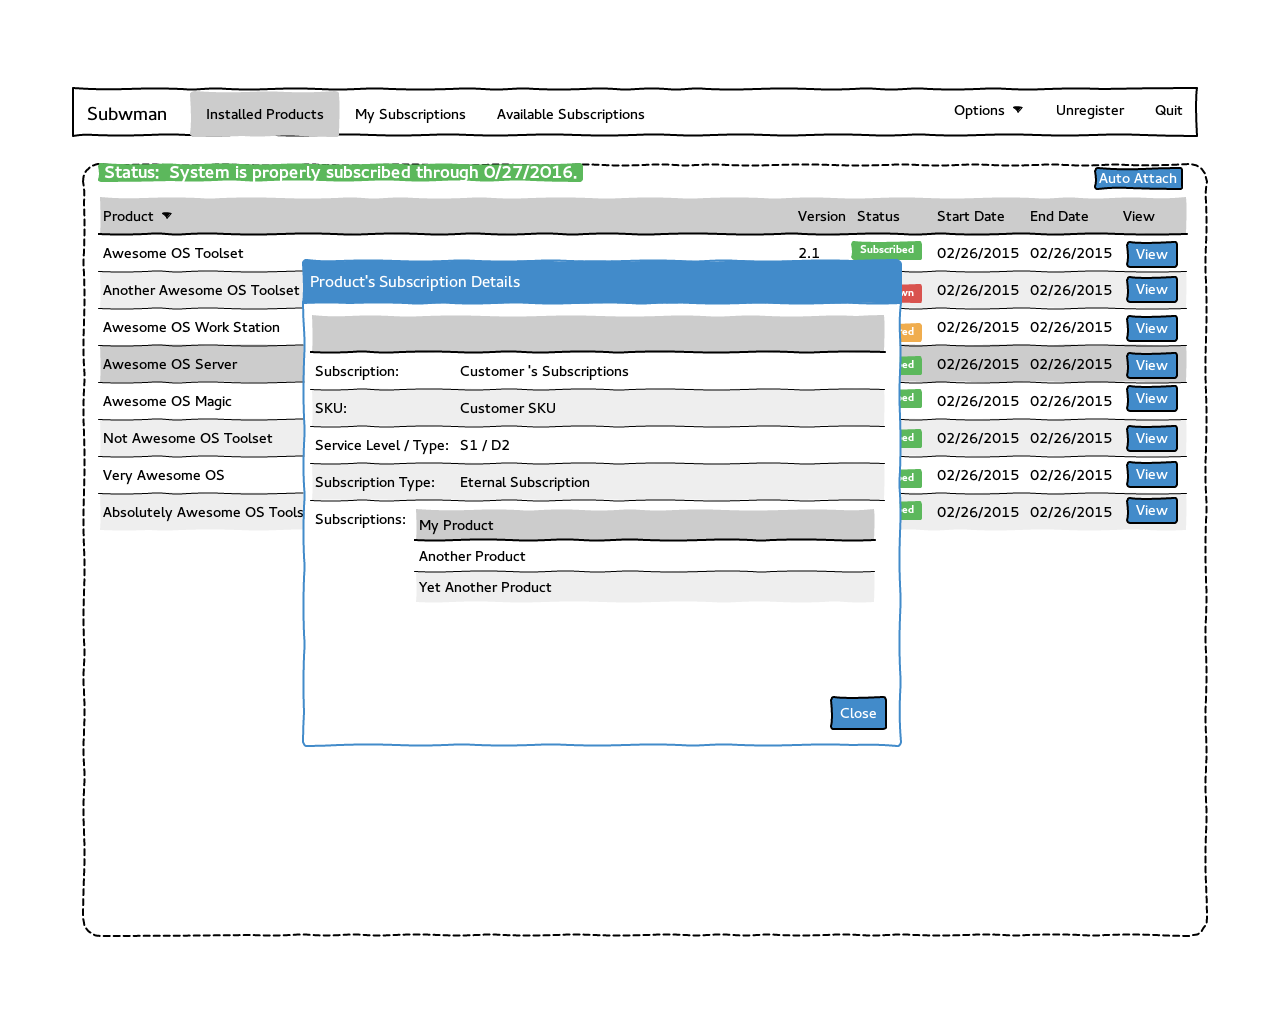 Subwman Installed Products My Subscriptions Available Subscriptions Options Unregister Quit
Status: System is properly subscribed through 0/27/2016.
Auto Attach
Product Version Status Start Date End Date View
Awesome OS Toolset 2.1 Subscribed 02/26/2015 02/26/2015 View
Another Awesome OS Toolset 02/26/2015 02/26/2015 View
Awesome OS Work Station 02/26/2015 02/26/2015 View
Awesome OS Server 02/26/2015 02/26/2015 View
Awesome OS Magic 02/26/2015 02/26/2015 View
Not Awesome OS Toolset 02/26/2015 02/26/2015 View
Very Awesome OS 02/26/2015 02/26/2015 View
Absolutely Awesome OS Tools 02/26/2015 02/26/2015 View
Product's Subscription Details
Subscription: Customer 's Subscriptions
SKU: Customer SKU
Service Level / Type: S1 / D2
Subscription Type: Eternal Subscription
Subscriptions: My Product
Another Product
Yet Another Product
Close